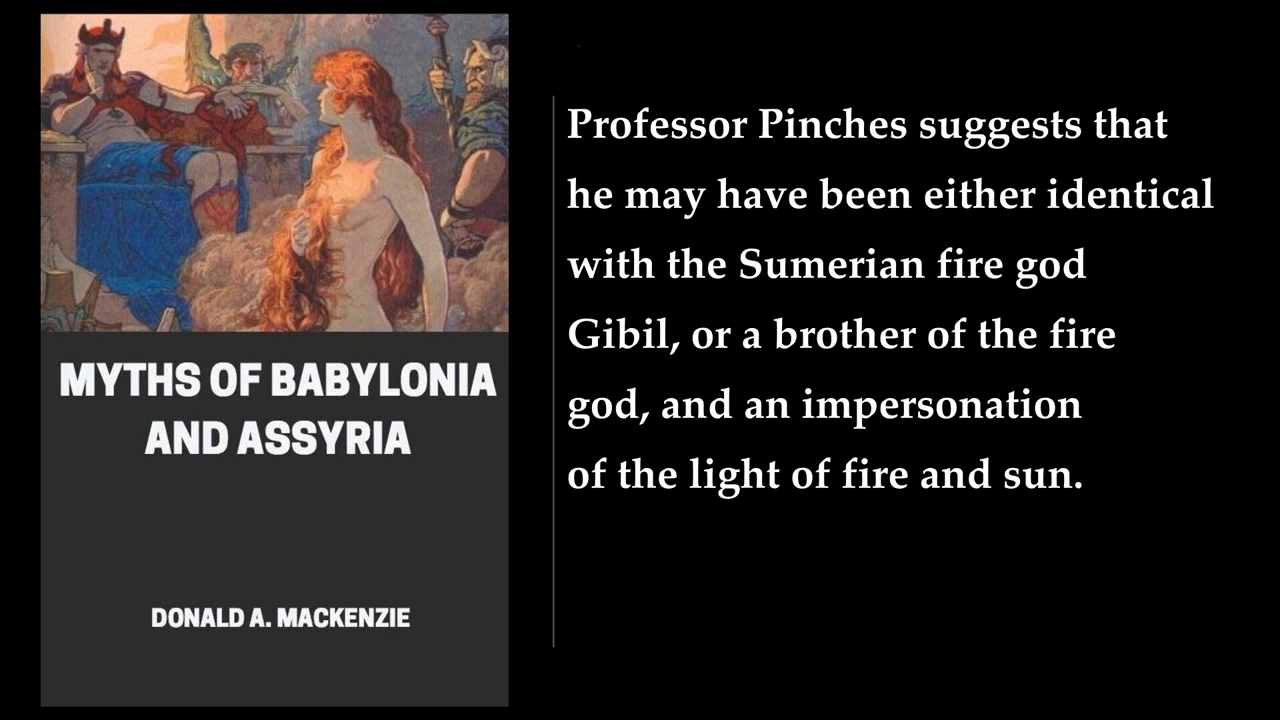 MYTHS OF BABYLONIA
AND ASSYRIA
DONALD A. MACKENZIE
Professor Pinches suggests that
he may have been either identical
with the Sumerian fire god
Gibil, or a brother of the fire
god, and an impersonation
of the light of fire and sun.